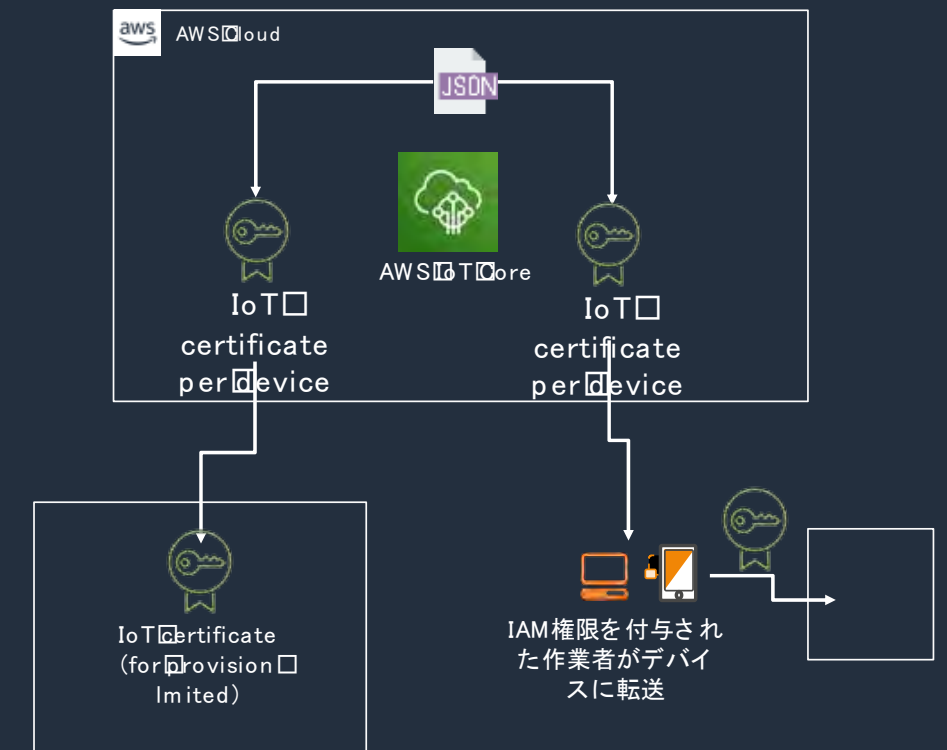 aws
AWS Cloud
JSON
AWS IoT Core
IoT
certificate
per device
IoT
certificate
per device
IoT certificate
(for provision
lmited)
IAM権限を付与され
た作業者がデバイ
スに転送